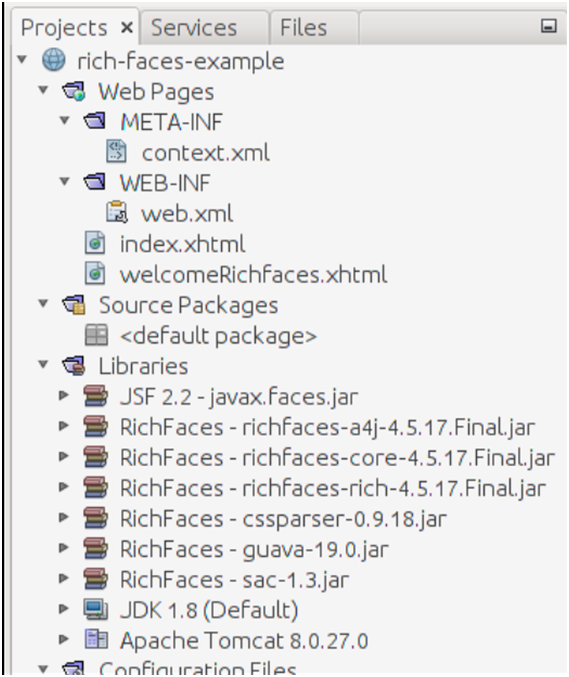 Projects × Services Files
rich-faces-example
Web Pages
META-INF
context.xml
WEB-INF
web.xml
index.xhtml
welcomeRichfaces.xhtml
Source Packages
<default package>
Libraries
JSF 2.2 - javax.faces.jar
RichFaces - richfaces-a4j-4.5.17.Final.jar
RichFaces - richfaces-core-4.5.17.Final.jar
RichFaces - richfaces-rich-4.5.17.Final.jar
RichFaces - cssparser-0.9.18.jar
RichFaces - guava-19.0.jar
RichFaces - sac-1.3.jar
JDK 1.8 (Default)
Apache Tomcat 8.0.27.0
Configuration Files